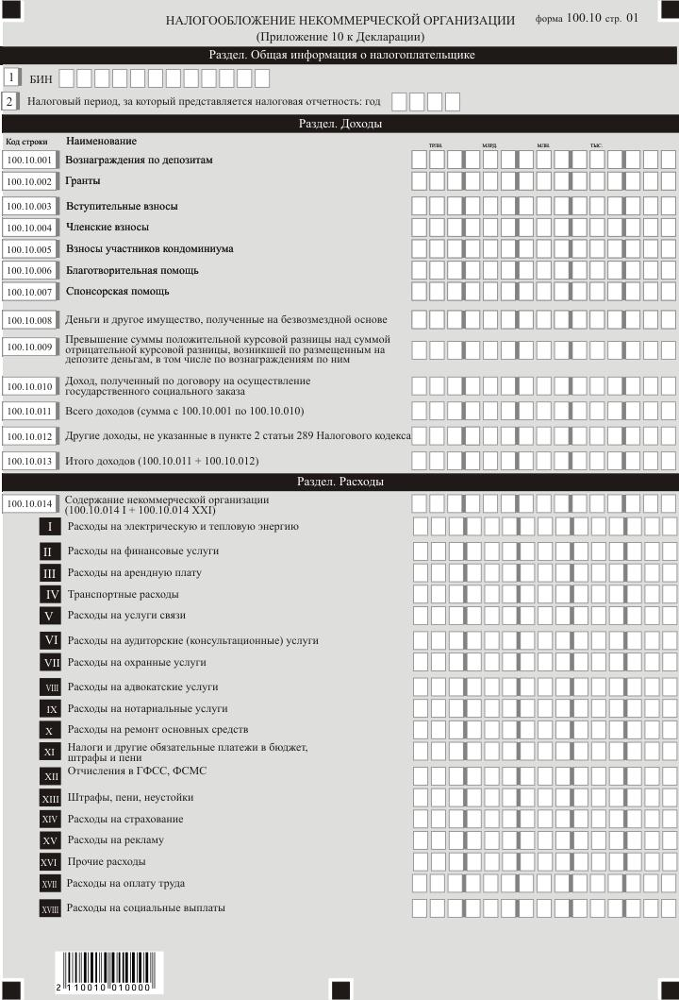 НАЛОГООБЛОЖЕНИЕ НЕКОММЕРЧЕСКОЙ ОРГАНИЗАЦИИ форма 100.10 стр. 01
(Приложение 10 к Декларации)
Раздел. Общая информация о налогоплательщике
1 БИН
2 Налоговый период, за который представляется налоговая отчетность: год
Раздел. Доходы
Код строки Наименование ТРЛН. МЛРД. МЛН. ТЫС.
100.10.001 Вознаграждения по депозитам
100.10.002 Гранты
100.10.003 Вступительные взносы
100.10.004 Членские взносы
100.10.005 Взносы участников кондоминиума
100.10.006 Благотворительная помощь
100.10.007 Спонсорская помощь
100.10.008 Деньги и другое имущество, полученные на безвозмездной основе
100.10.009 Превышение суммы положительной курсовой разницы над суммой
отрицательной курсовой разницы, возникшей по размещенным на
депозите деньгам, в том числе по вознаграждениям по ним
100.10.010 Доход, полученный по договору на осуществление
государственного социального заказа
100.10.011 Всего доходов (сумма с 100.10.001 по 100.10.010)
100.10.012 Другие доходы, не указанные в пункте 2 статьи 289 Налогового кодекса
100.10.013 Итого доходов (100.10.011 + 100.10.012)
Раздел. Расходы
100.10.014 Содержание некоммерческой организации
(100.10.014 I + 100.10.014 XXI)
I Расходы на электрическую и тепловую энергию
II Расходы на финансовые услуги
III Расходы на арендную плату
IV Транспортные расходы
V Расходы на услуги связи
VI Расходы на аудиторские (консультационные) услуги
VII Расходы на охранные услуги
VIII Расходы на адвокатские услуги
IX Расходы на нотариальные услуги
X Расходы на ремонт основных средств
XI Налоги и другие обязательные платежи в бюджет,
штрафы и пени
XII Отчисления в ГФСС, ФСМС
XIII Штрафы, пени, неустойки
XIV Расходы на страхование
XV Расходы на рекламу
XVI Прочие расходы
XVII Расходы на оплату труда
XVIII Расходы на социальные выплаты
2 110010 010000